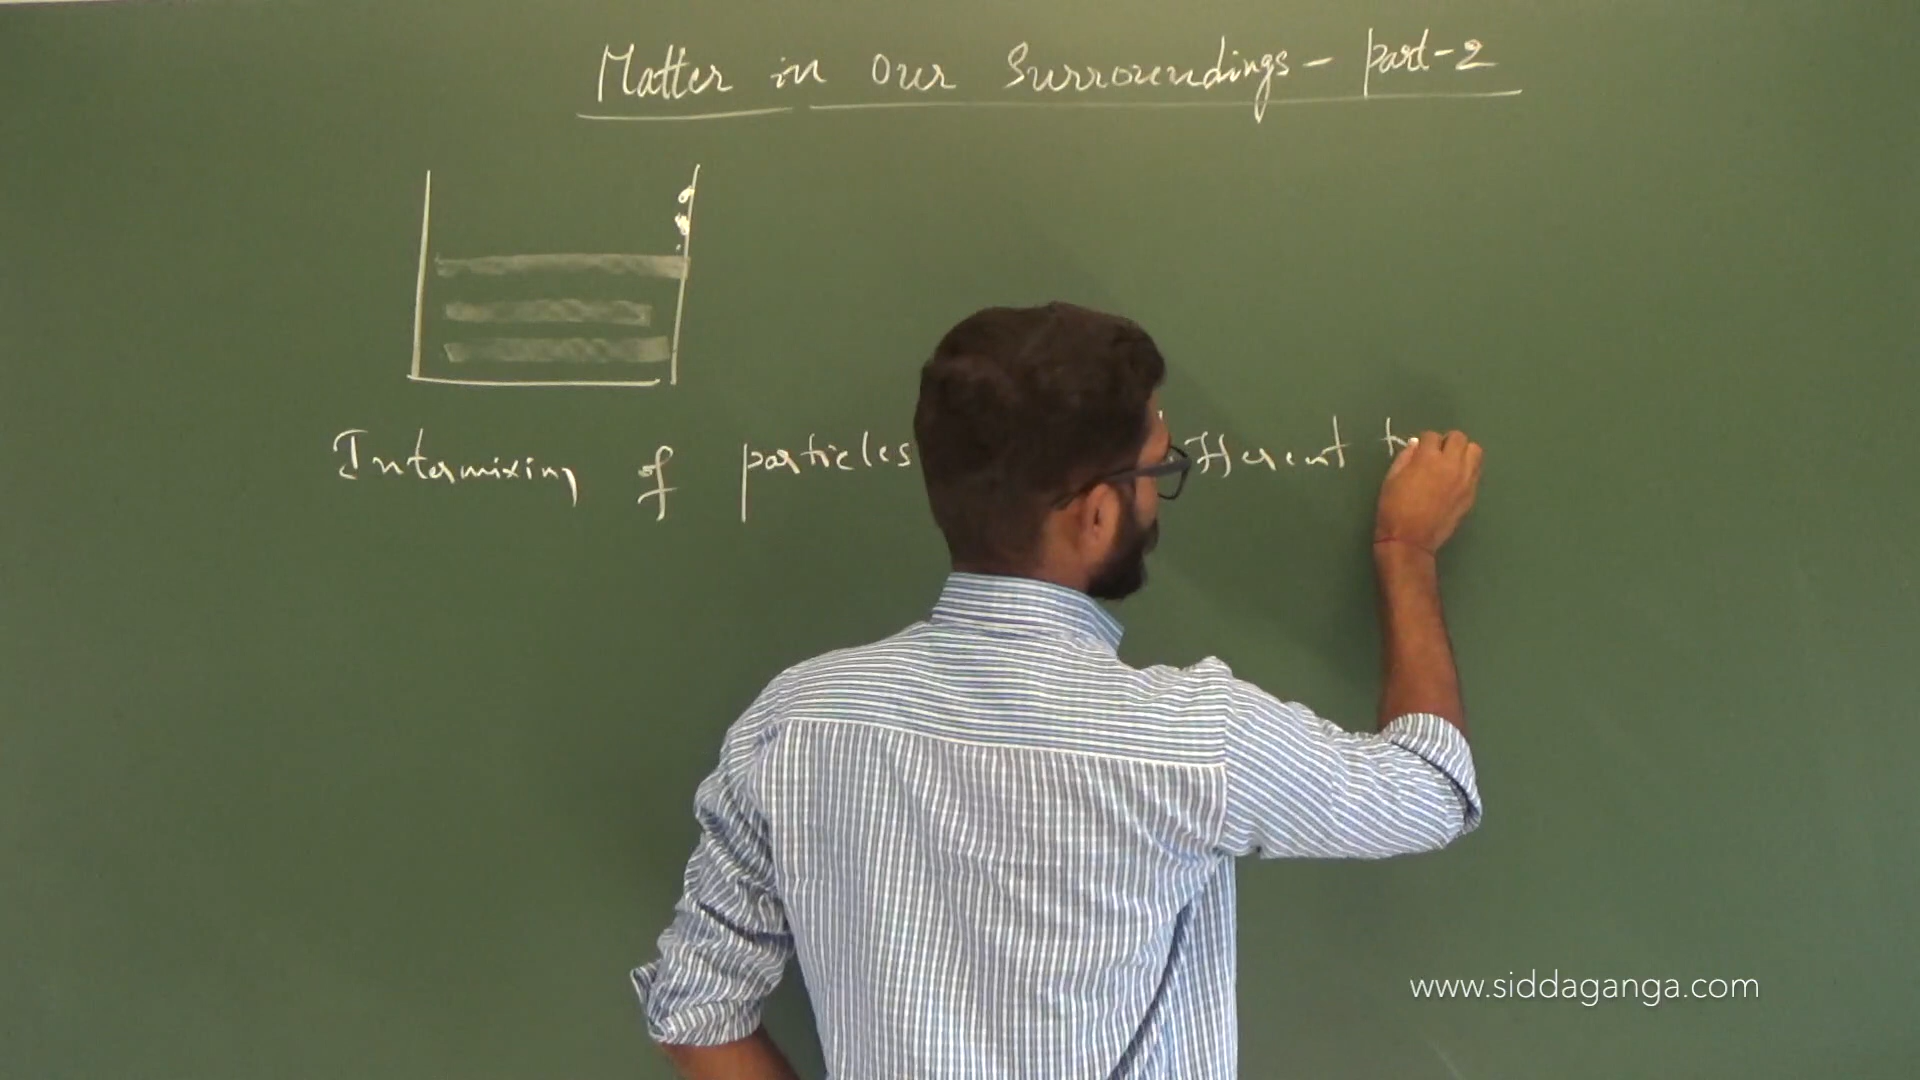 Matter in Our Surroundings - part-2
Intermixing of particles
www.siddaganga.com